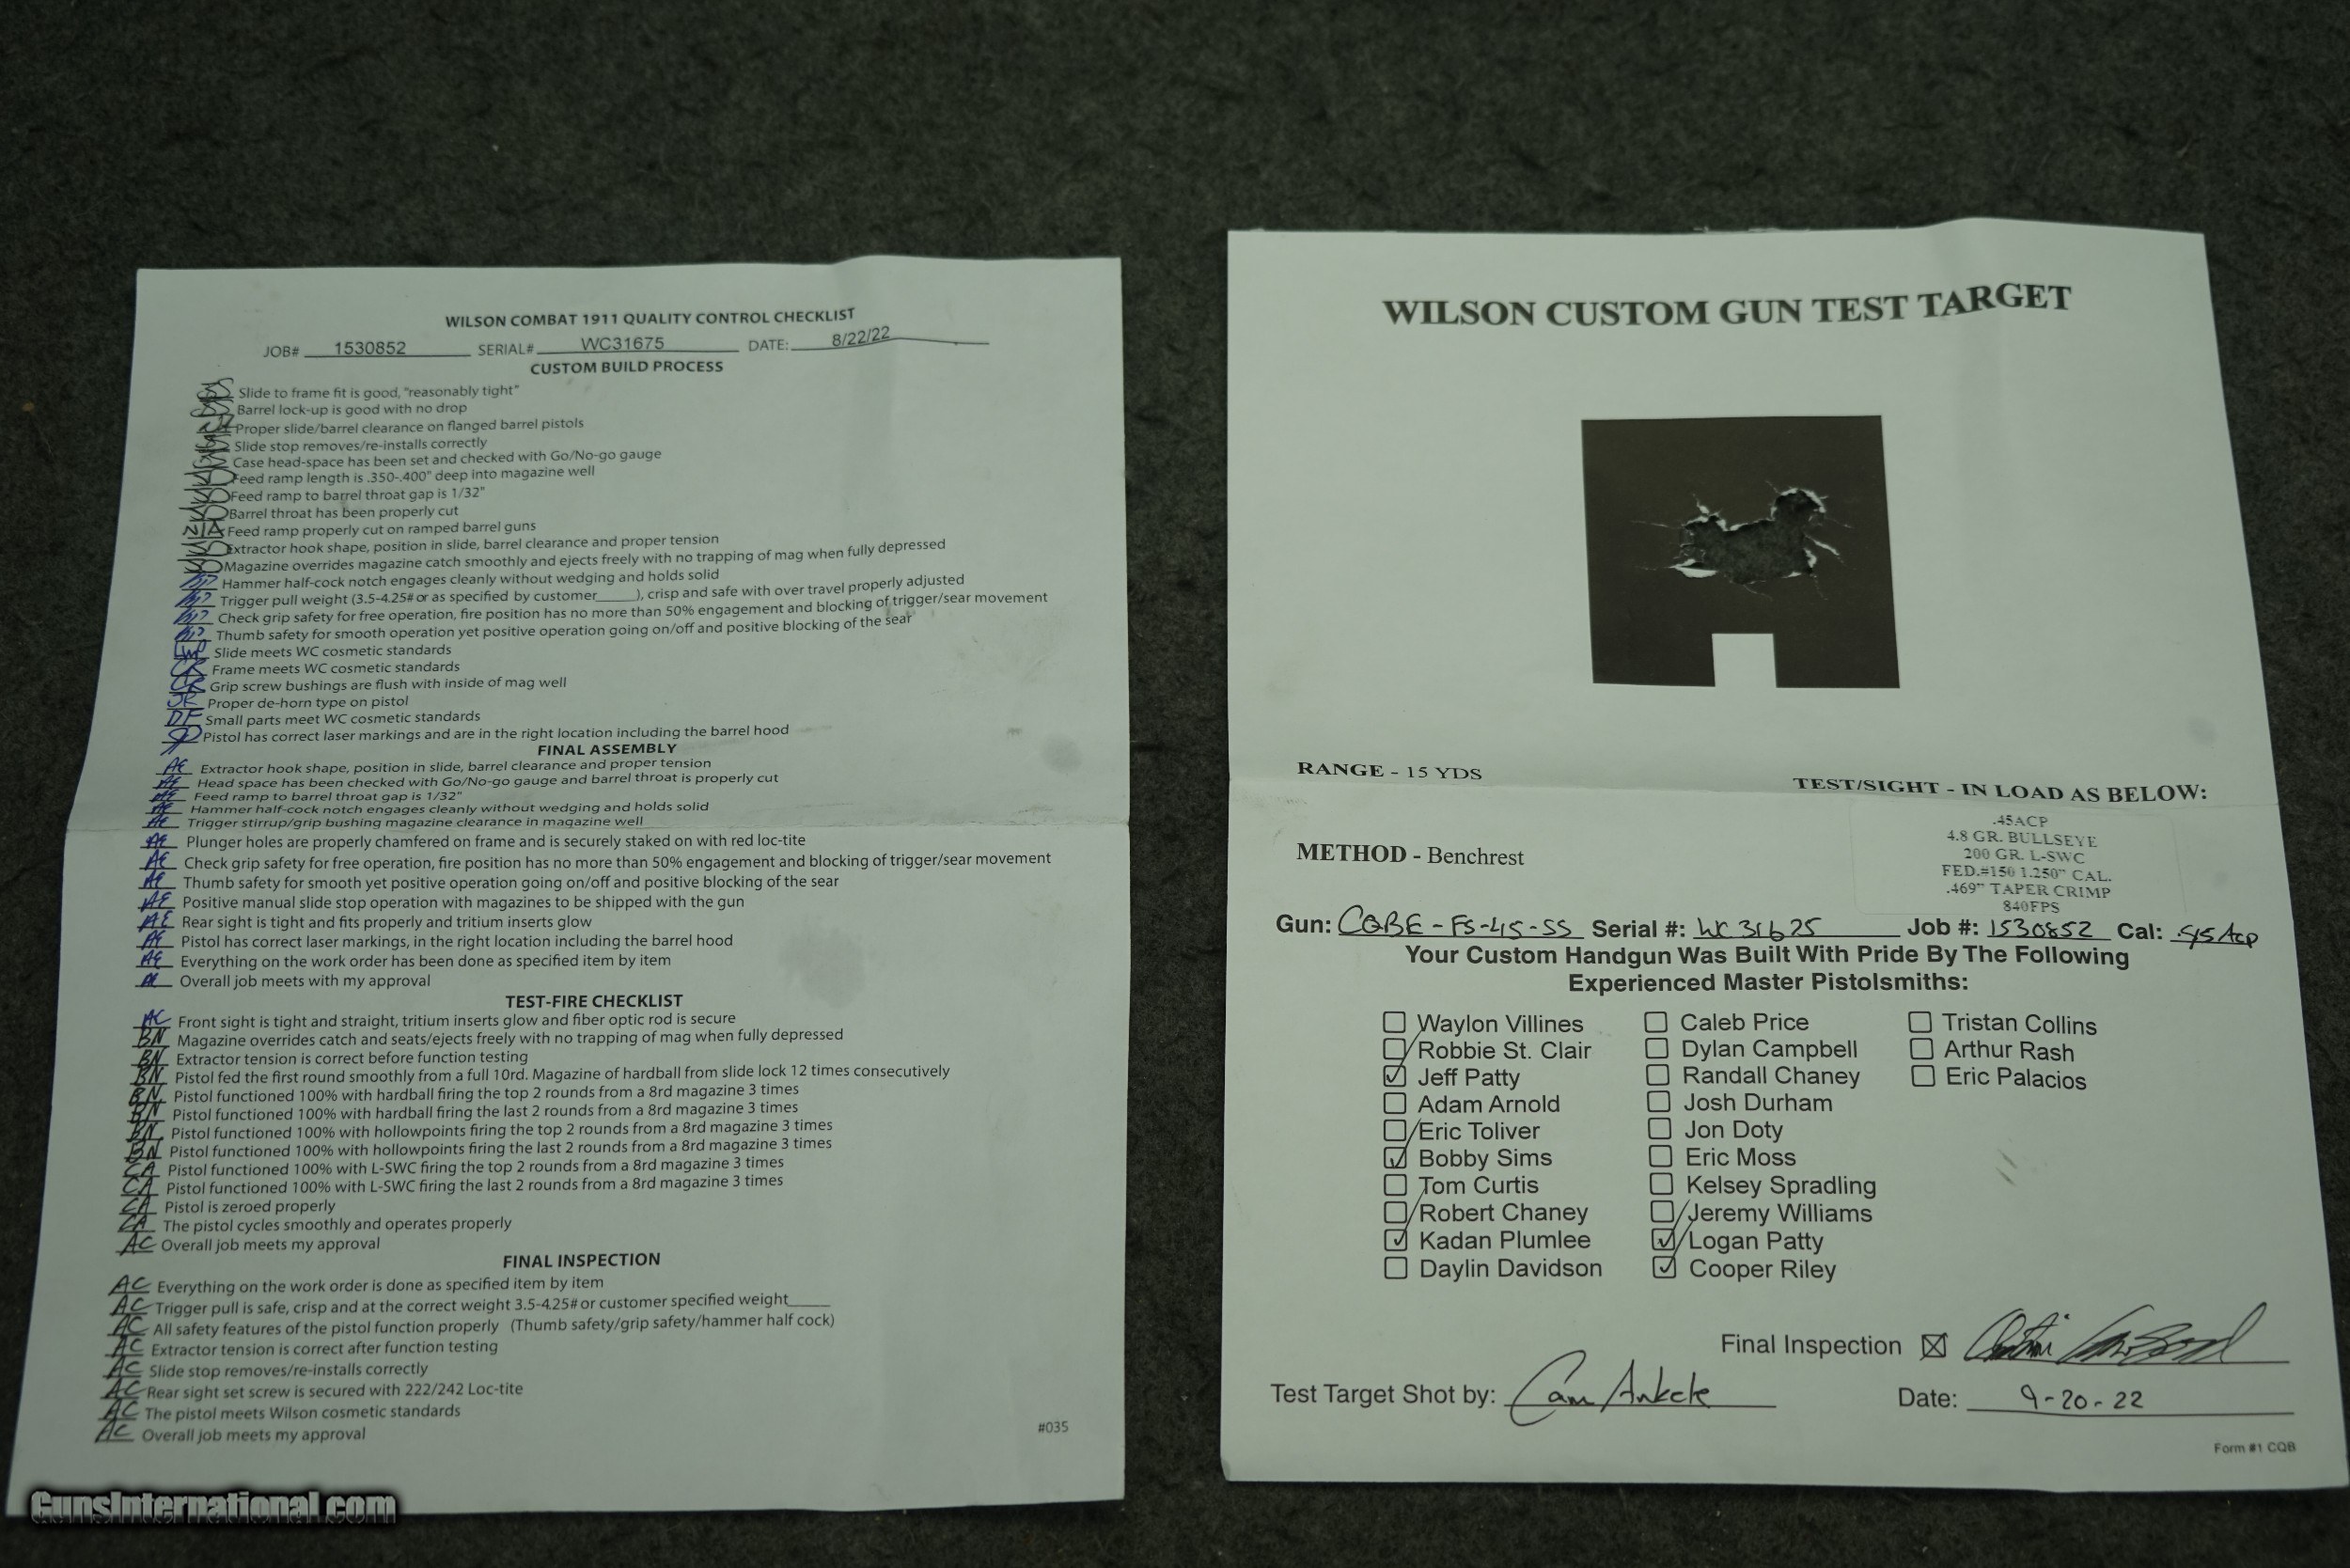 WILSON COMBAT 1911 QUALITY CONTROL CHECKLIST
JOB# 1530852 SERIAL# WC31675 DATE: 8/22/22
CUSTOM BUILD PROCESS
Slide to frame fit is good, "reasonably tight"
Barrel lock-up is good with no drop
Proper slide/barrel clearance on flanged barrel pistols
Slide stop removes/re-installs correctly
Case head-space has been set and checked with Go/No-go gauge
Feed ramp length is .350-.400" deep into magazine well
Feed ramp to barrel throat gap is 1/32"
Barrel throat has been properly cut
N/A Feed ramp properly cut on ramped barrel guns
Extractor hook shape, position in slide, barrel clearance and proper tension
Magazine overrides magazine catch smoothly and ejects freely with no trapping of mag when fully depressed
Hammer half-cock notch engages cleanly without wedging and holds solid
Trigger pull weight (3.5-4.25# or as specified by customer_____), crisp and safe with over travel properly adjusted
Check grip safety for free operation, fire position has no more than 50% engagement and blocking of trigger/sear movement
Thumb safety for smooth operation yet positive operation going on/off and positive blocking of the sear
Slide meets WC cosmetic standards
CR Frame meets WC cosmetic standards
CR Grip screw bushings are flush with inside of mag well
Proper de-horn type on pistol
DF Small parts meet WC cosmetic standards
Pistol has correct laser markings and are in the right location including the barrel hood
FINAL ASSEMBLY
AE Extractor hook shape, position in slide, barrel clearance and proper tension
AE Head space has been checked with Go/No-go gauge and barrel throat is properly cut
AE Feed ramp to barrel throat gap is 1/32"
AE Hammer half-cock notch engages cleanly without wedging and holds solid
AE Trigger stirrup/grip bushing magazine clearance in magazine well
AE Plunger holes are properly chamfered on frame and is securely staked on with red loc-tite
AE Check grip safety for free operation, fire position has no more than 50% engagement and blocking of trigger/sear movement
AE Thumb safety for smooth yet positive operation going on/off and positive blocking of the sear
AE Positive manual slide stop operation with magazines to be shipped with the gun
AE Rear sight is tight and fits properly and tritium inserts glow
AE Pistol has correct laser markings, in the right location including the barrel hood
AE Everything on the work order has been done as specified item by item
AE Overall job meets with my approval
TEST-FIRE CHECKLIST
AC Front sight is tight and straight, tritium inserts glow and fiber optic rod is secure
BN Magazine overrides catch and seats/ejects freely with no trapping of mag when fully depressed
BN Extractor tension is correct before function testing
BN Pistol fed the first round smoothly from a full 10rd. Magazine of hardball from slide lock 12 times consecutively
BN Pistol functioned 100% with hardball firing the top 2 rounds from a 8rd magazine 3 times
BN Pistol functioned 100% with hardball firing the last 2 rounds from a 8rd magazine 3 times
BN Pistol functioned 100% with hollowpoints firing the top 2 rounds from a 8rd magazine 3 times
BN Pistol functioned 100% with hollowpoints firing the last 2 rounds from a 8rd magazine 3 times
CA Pistol functioned 100% with L-SWC firing the top 2 rounds from a 8rd magazine 3 times
CA Pistol functioned 100% with L-SWC firing the last 2 rounds from a 8rd magazine 3 times
CA Pistol is zeroed properly
CA The pistol cycles smoothly and operates properly
AC Overall job meets my approval
FINAL INSPECTION
AC Everything on the work order is done as specified item by item
AC Trigger pull is safe, crisp and at the correct weight 3.5-4.25# or customer specified weight_____
AC All safety features of the pistol function properly (Thumb safety/grip safety/hammer half cock)
AC Extractor tension is correct after function testing
AC Slide stop removes/re-installs correctly
AC Rear sight set screw is secured with 222/242 Loc-tite
AC The pistol meets Wilson cosmetic standards
AC Overall job meets my approval
#035
WILSON CUSTOM GUN TEST TARGET
RANGE - 15 YDS
TEST/SIGHT - IN LOAD AS BELOW:
METHOD - Benchrest
.45ACP
4.8 GR. BULLSEYE
200 GR. L-SWC
FED.#150 1.250" CAL.
.469" TAPER CRIMP
840FPS
Gun: CQBE-FS-45-SS Serial #: WC31675 Job #: 1530852 Cal: .45 ACP
Your Custom Handgun Was Built With Pride By The Following
Experienced Master Pistolsmiths:
Waylon Villines
Robbie St. Clair
Jeff Patty
Adam Arnold
Eric Toliver
Bobby Sims
Tom Curtis
Robert Chaney
Kadan Plumlee
Daylin Davidson
Caleb Price
Dylan Campbell
Randall Chaney
Josh Durham
Jon Doty
Eric Moss
Kelsey Spradling
Jeremy Williams
Logan Patty
Cooper Riley
Tristan Collins
Arthur Rash
Eric Palacios
Final Inspection
Test Target Shot by: Cam Ankele
Date: 9-20-22
Form #1 CQB
GunsInternational.com